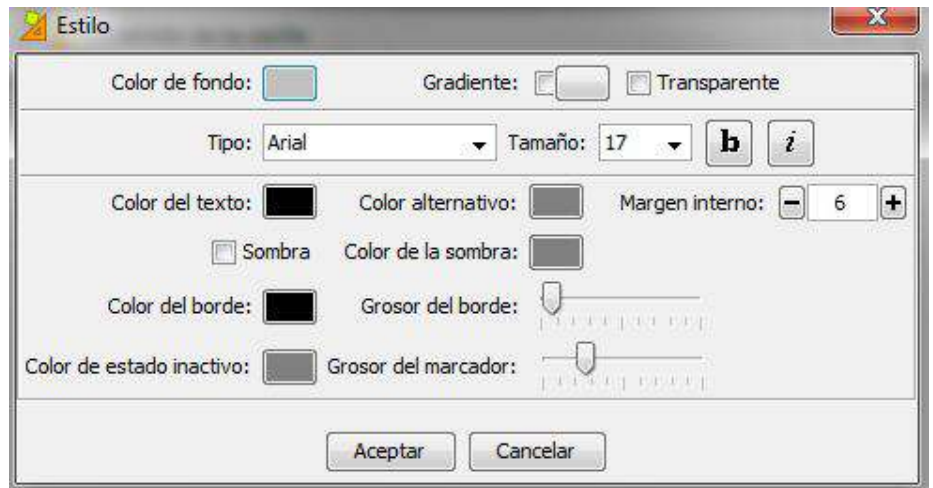 Estilo
Color de fondo: Gradiente: Transparente
Tipo: Arial Tamaño: 17 b i
Color del texto: Color alternativo: Margen interno: - 6 +
Sombra Color de la sombra:
Color del borde: Grosor del borde:
Color de estado inactivo: Grosor del marcador:
Aceptar Cancelar